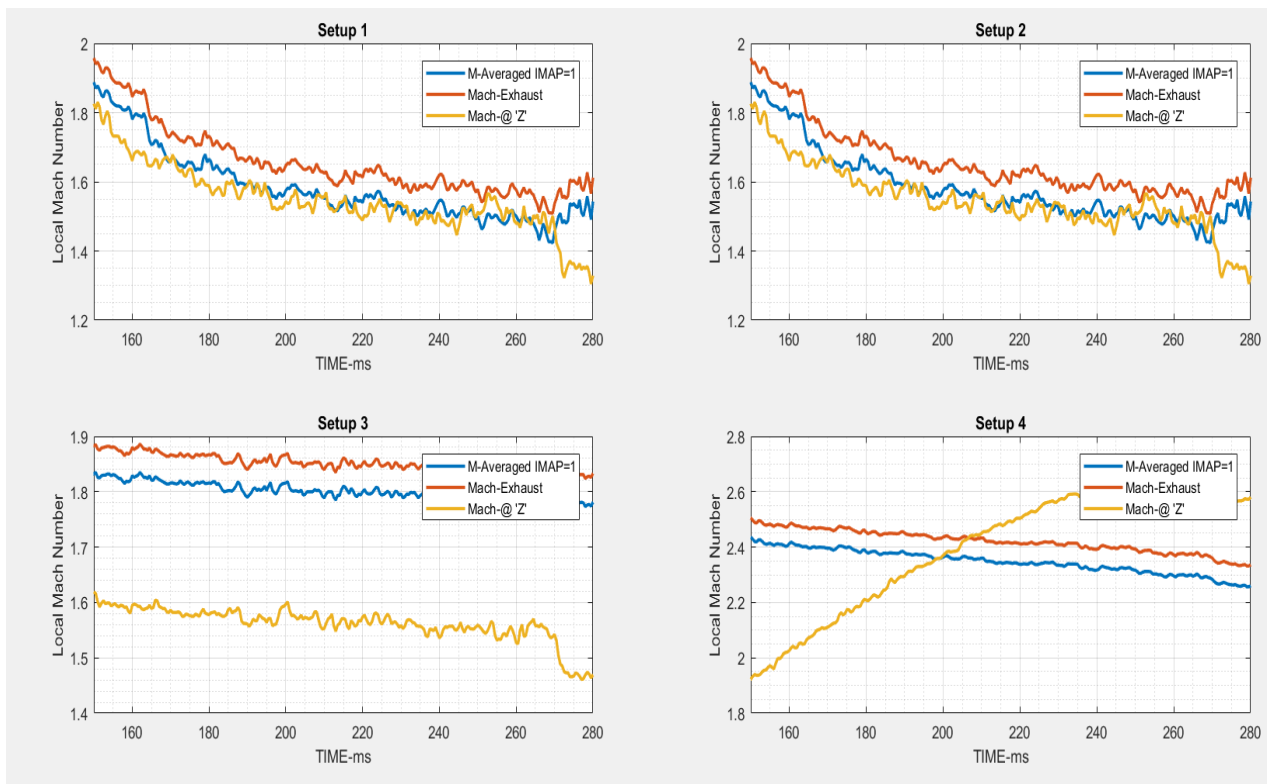 Setup 1
Local Mach Number
2
1.8
1.6
1.4
1.2
M-Averaged IMAP=1
Mach-Exhaust
Mach-@ 'Z'
160 180 200 220 240 260 280
TIME-ms
Setup 2
Local Mach Number
2
1.8
1.6
1.4
1.2
M-Averaged IMAP=1
Mach-Exhaust
Mach-@ 'Z'
160 180 200 220 240 260 280
TIME-ms
Setup 3
Local Mach Number
1.9
1.8
1.7
1.6
1.5
1.4
M-Averaged IMAP=1
Mach-Exhaust
Mach-@ 'Z'
160 180 200 220 240 260 280
TIME-ms
Setup 4
Local Mach Number
2.8
2.6
2.4
2.2
2
1.8
M-Averaged IMAP=1
Mach-Exhaust
Mach-@ 'Z'
160 180 200 220 240 260 280
TIME-ms